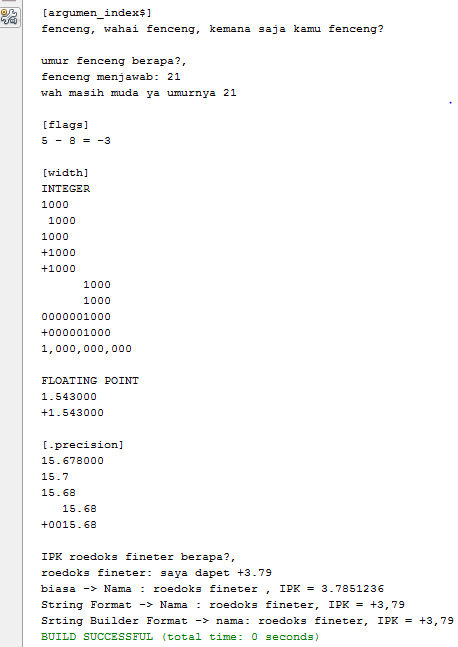 [argumen_index$]
fenceng, wahai fenceng, kemana saja kamu fenceng?
umur fenceng berapa?,
fenceng menjawab: 21
wah masih muda ya umurnya 21
[flags]
5 - 8 = -3
[width]
INTEGER
1000
 1000
1000
+1000
+1000
      1000
      1000
0000001000
+000001000
1,000,000,000
FLOATING POINT
1.543000
+1.543000
[.precision]
15.678000
15.7
15.68
   15.68
+0015.68
IPK roedoks fineter berapa?,
roedoks fineter: saya dapet +3.79
biasa -> Nama : roedoks fineter , IPK = 3.7851236
String Format -> Nama : roedoks fineter, IPK = +3,79
Srting Builder Format -> nama: roedoks fineter, IPK = +3,79
BUILD SUCCESSFUL (total time: 0 seconds)